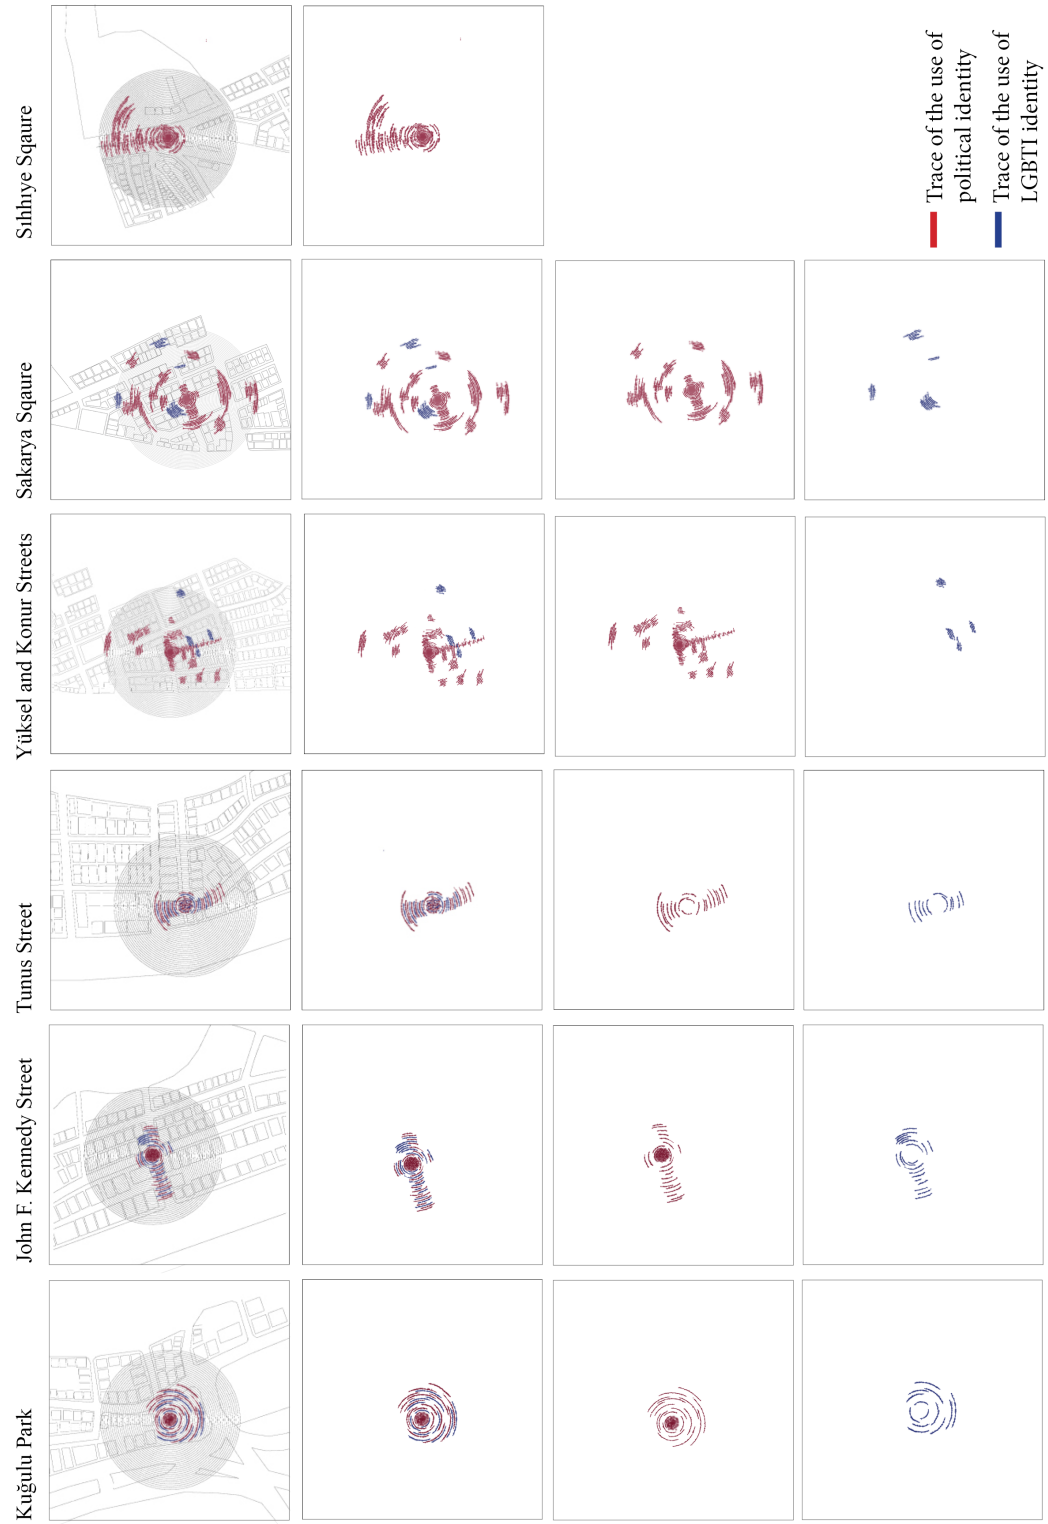 Kuğulu Park
John F. Kennedy Street
Tunus Street
Yüksel and Konur Streets
Sakarya Sqaure
Sıhhıye Sqaure
Trace of the use of
political identity
Trace of the use of
LGBTI identity